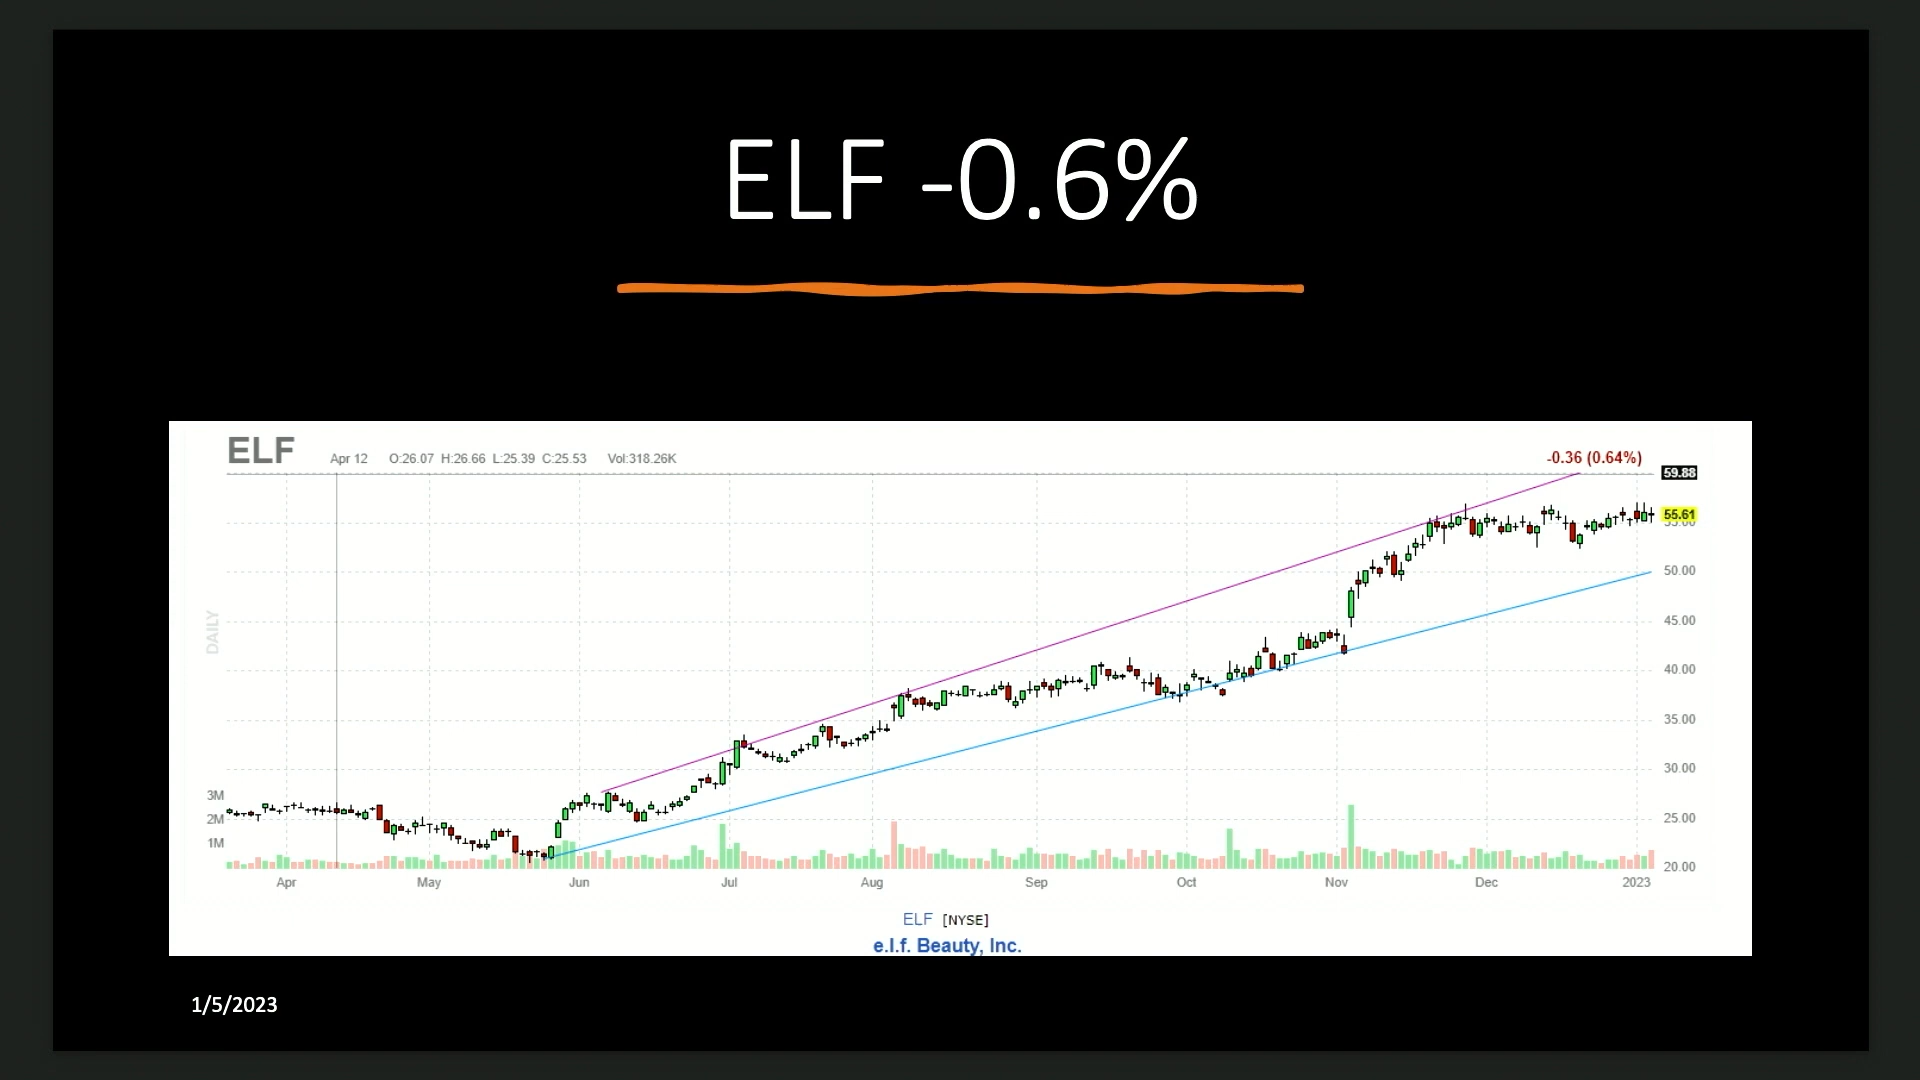 ELF -0.6%
ELF Apr 12 O:26.07 H:26.66 L:25.39 C:25.53 Vol:318.26K -0.36 (0.64%)
59.88
55.61
55.00
50.00
DAILY
45.00
40.00
35.00
30.00
3M
2M
25.00
1M
20.00
Apr May Jun Jul Aug Sep Oct Nov Dec 2023
ELF [NYSE]
e.l.f. Beauty, Inc.
1/5/2023